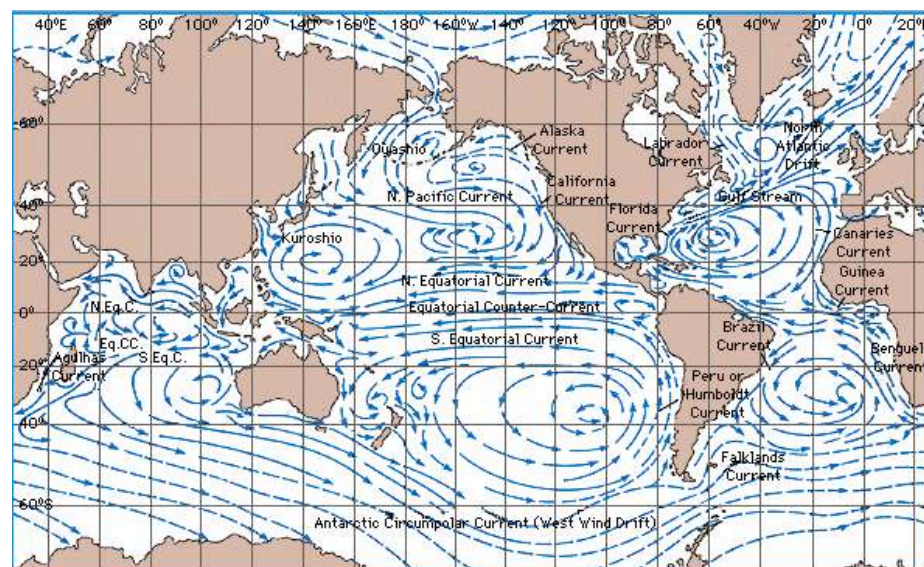 40°E 60° 80° 100° 120° 140° 160°E 180° -160°W -140° -120° -100° -80° -60° -40° 20° 0° 20°
-60°
-40°
20°
0°
-20°
-40°
-60°S
Oyashio
Alaska
Current
Labrador
Current
North
Atlantic
Drift
N. Pacific Current
California
Current
Gulf Stream
Florida
Current
Kuroshio
Canaries
Current
Guinea
Current
N. Equatorial Current
N.Eq.C.
Equatorial Counter-Current
Eq.CC.
S. Equatorial Current
S.Eq.C.
Brazil
Current
Agulhas
Current
Benguel
Current
Peru or
Humboldt
Current
Falklands
Current
Antarctic Circumpolar Current (West Wind Drift)